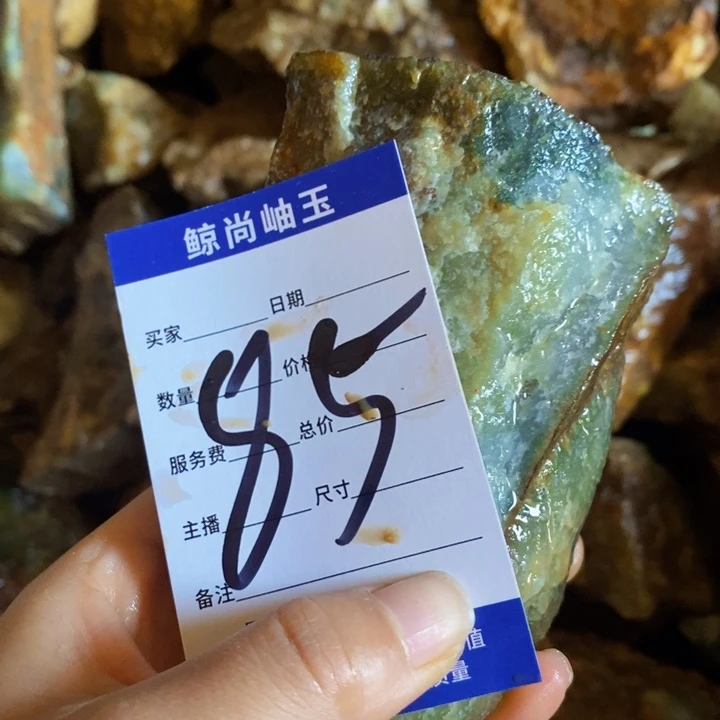 鲸尚岫玉
买家 日期
数量 价格
服务费 总价
主播 尺寸
备注
85
值
质量